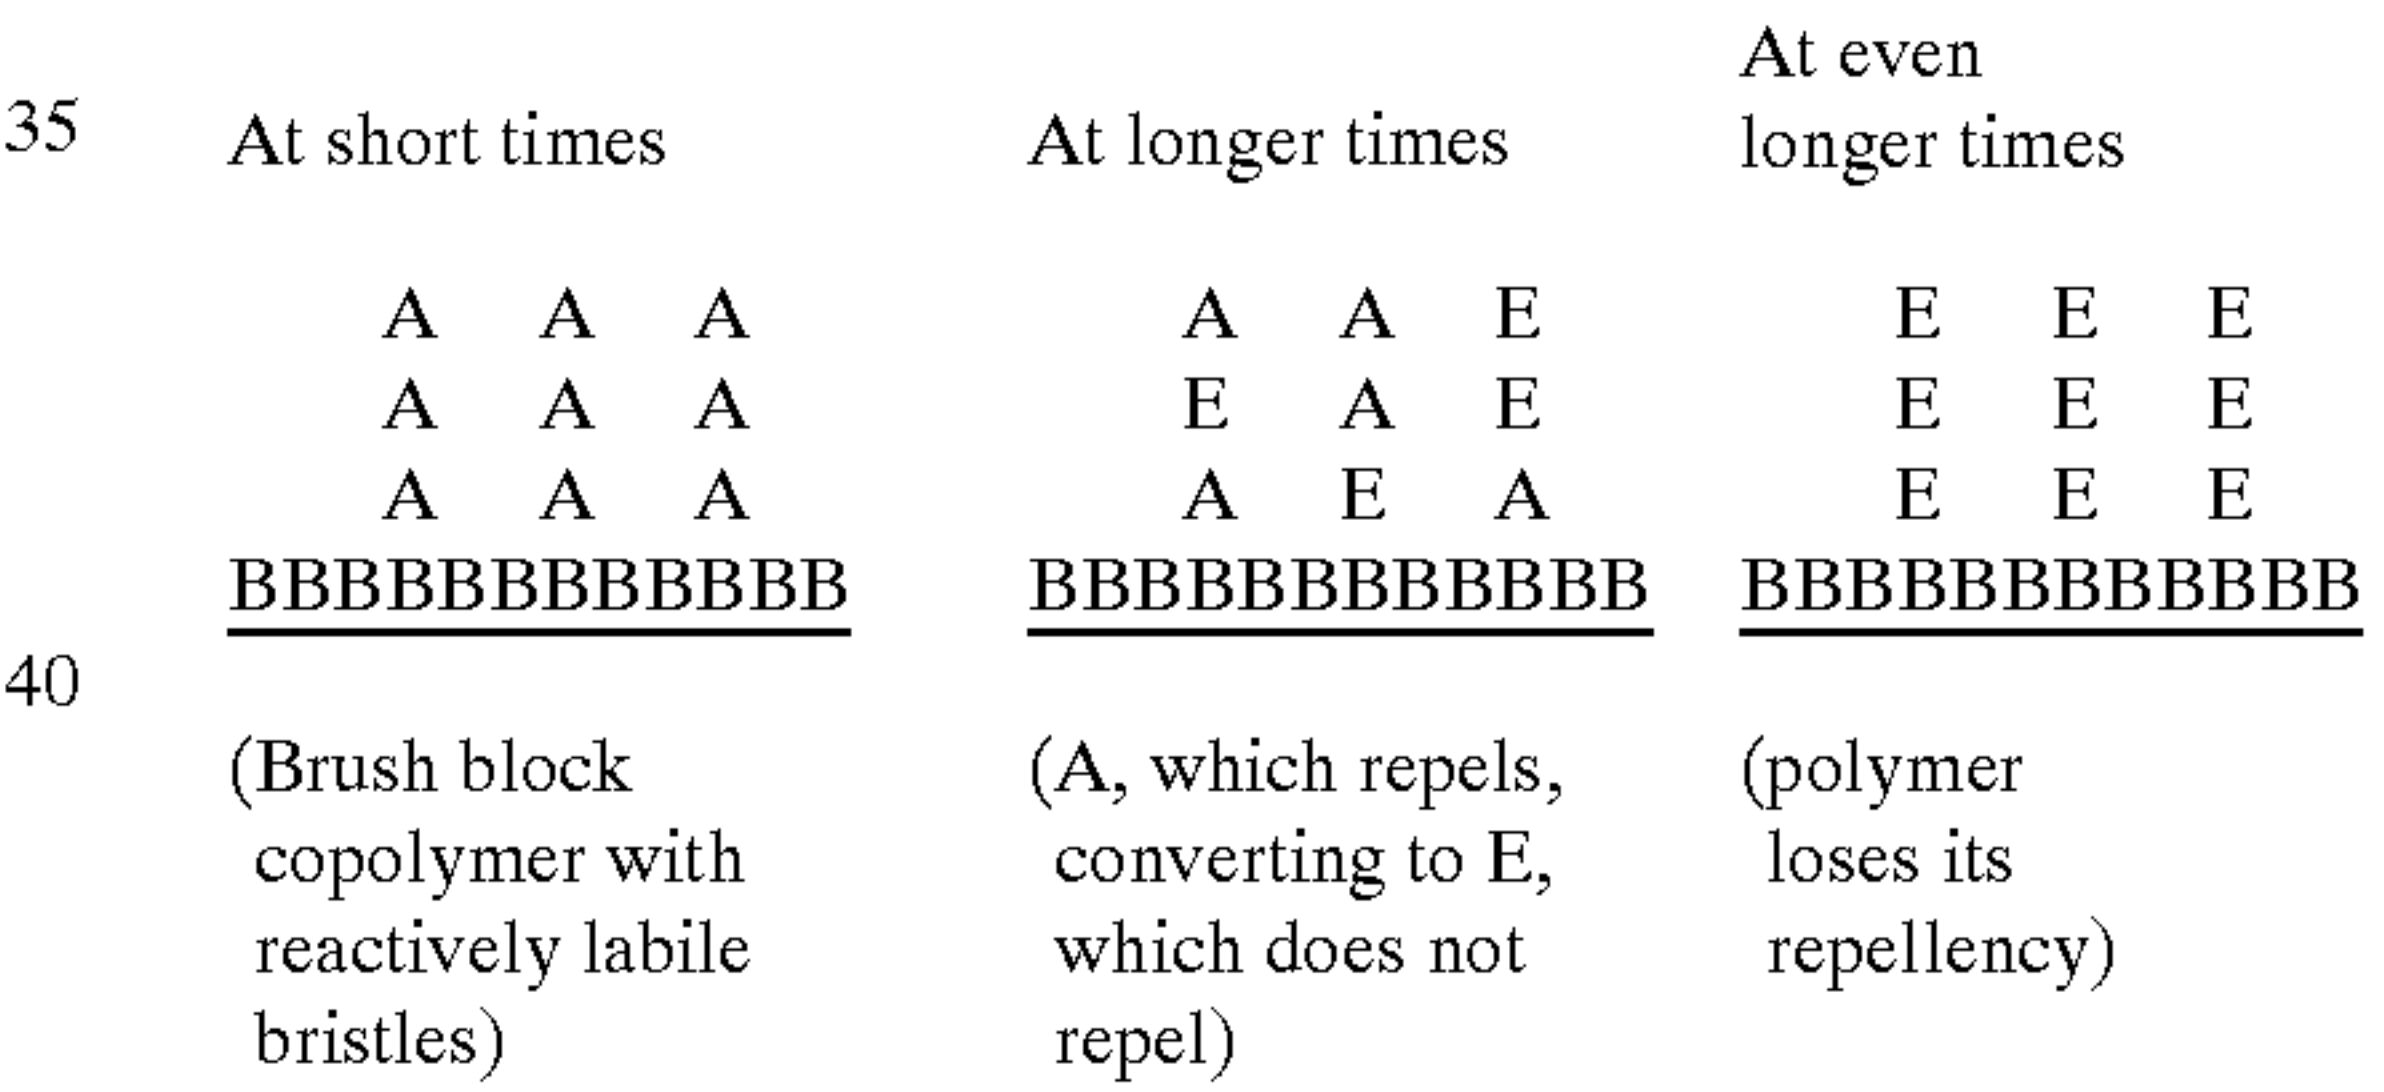 At even
35 At short times At longer times longer times
A A A A A E E E E
A A A E A E E E E
A A A A E A E E E
BBBBBBBBBBBB BBBBBBBBBBBB BBBBBBBBBBBB
40
(Brush block (A, which repels, (polymer
copolymer with converting to E, loses its
reactively labile which does not repellency)
bristles) repel)